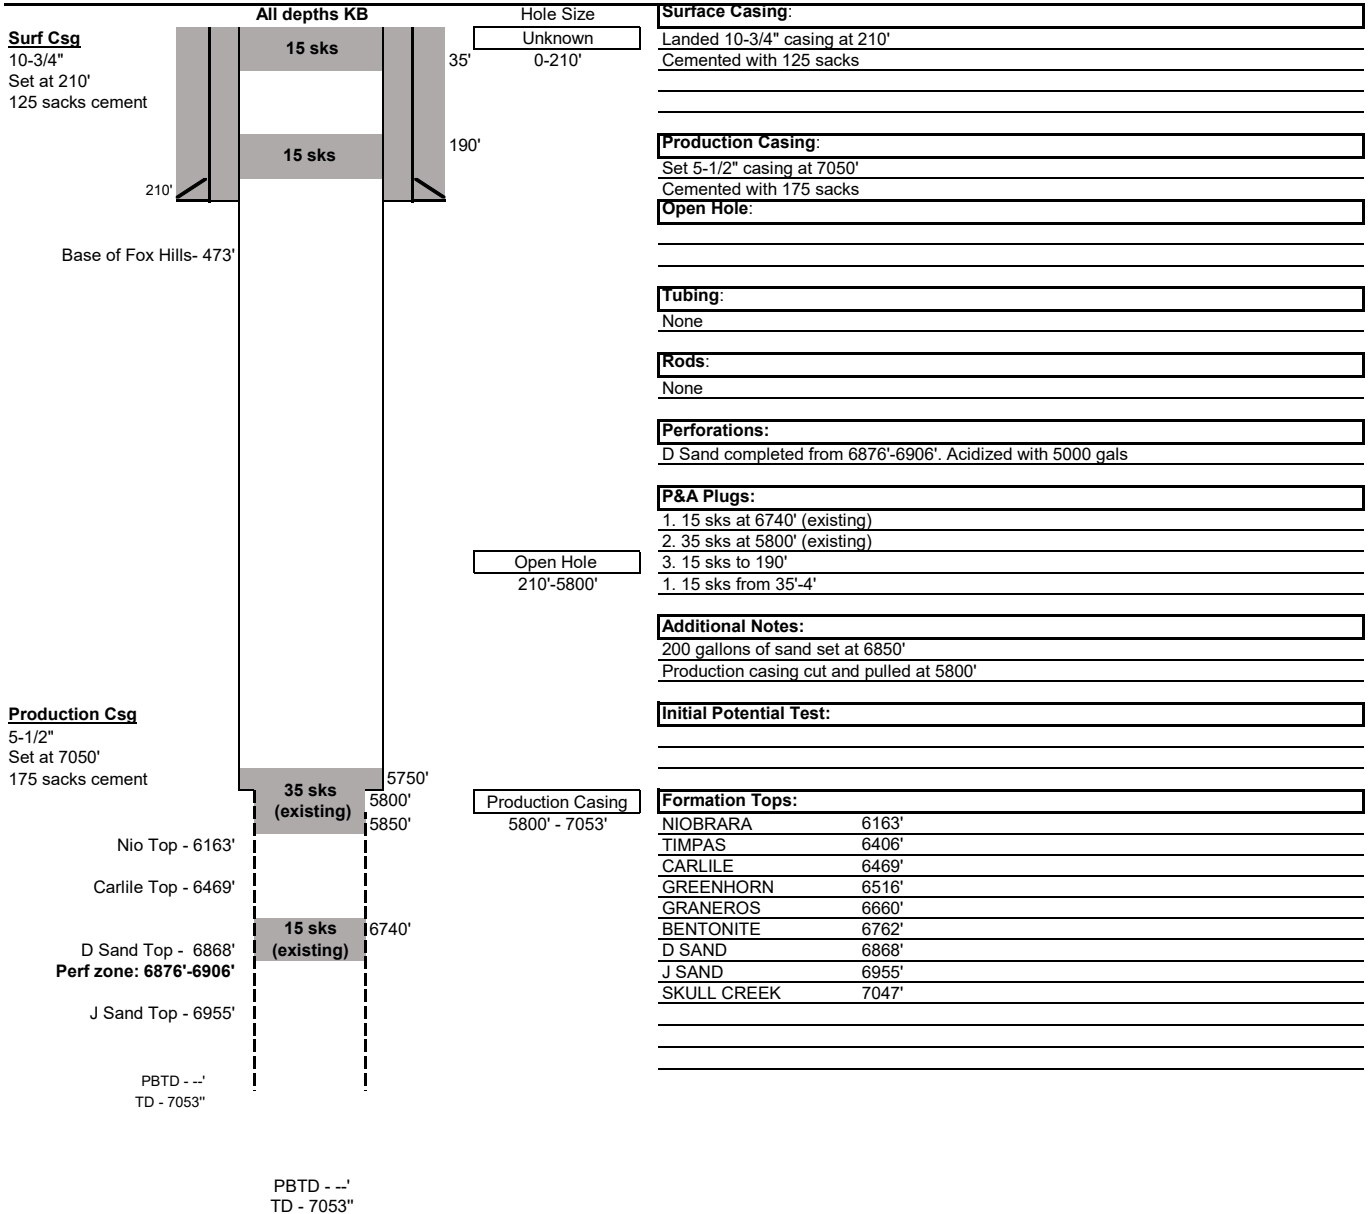 All depths KB
Surf Csg
10-3/4"
Set at 210'
125 sacks cement
15 sks
35'
15 sks
190'
210'
Base of Fox Hills- 473'
Production Csg
5-1/2"
Set at 7050'
175 sacks cement
35 sks
(existing)
5750'
5800'
5850'
Nio Top - 6163'
Carlile Top - 6469'
15 sks
(existing)
6740'
D Sand Top -  6868'
Perf zone: 6876'-6906'
J Sand Top - 6955'
PBTD - --'
TD - 7053''
PBTD - --'
TD - 7053''
Hole Size
Unknown
0-210'
Open Hole
210'-5800'
Production Casing
5800' - 7053'
Surface Casing:
Landed 10-3/4" casing at 210'
Cemented with 125 sacks
Production Casing:
Set 5-1/2" casing at 7050'
Cemented with 175 sacks
Open Hole:
Tubing:
None
Rods:
None
Perforations:
D Sand completed from 6876'-6906'. Acidized with 5000 gals
P&A Plugs:
1. 15 sks at 6740' (existing)
2. 35 sks at 5800' (existing)
3. 15 sks to 190'
1. 15 sks from 35'-4'
Additional Notes:
200 gallons of sand set at 6850'
Production casing cut and pulled at 5800'
Initial Potential Test:
Formation Tops:
NIOBRARA 6163'
TIMPAS 6406'
CARLILE 6469'
GREENHORN 6516'
GRANEROS 6660'
BENTONITE 6762'
D SAND 6868'
J SAND 6955'
SKULL CREEK 7047'